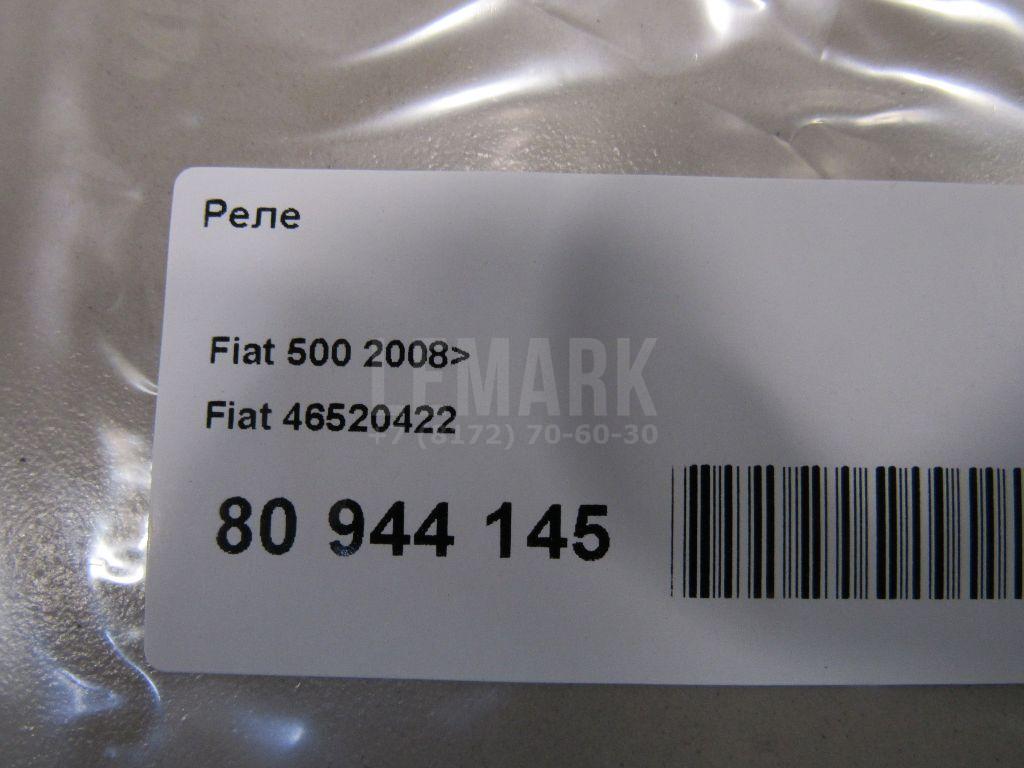 Реле
Fiat 500 2008>
LEMARK
Fiat 46520422
+7 (8172) 70-60-30
80 944 145